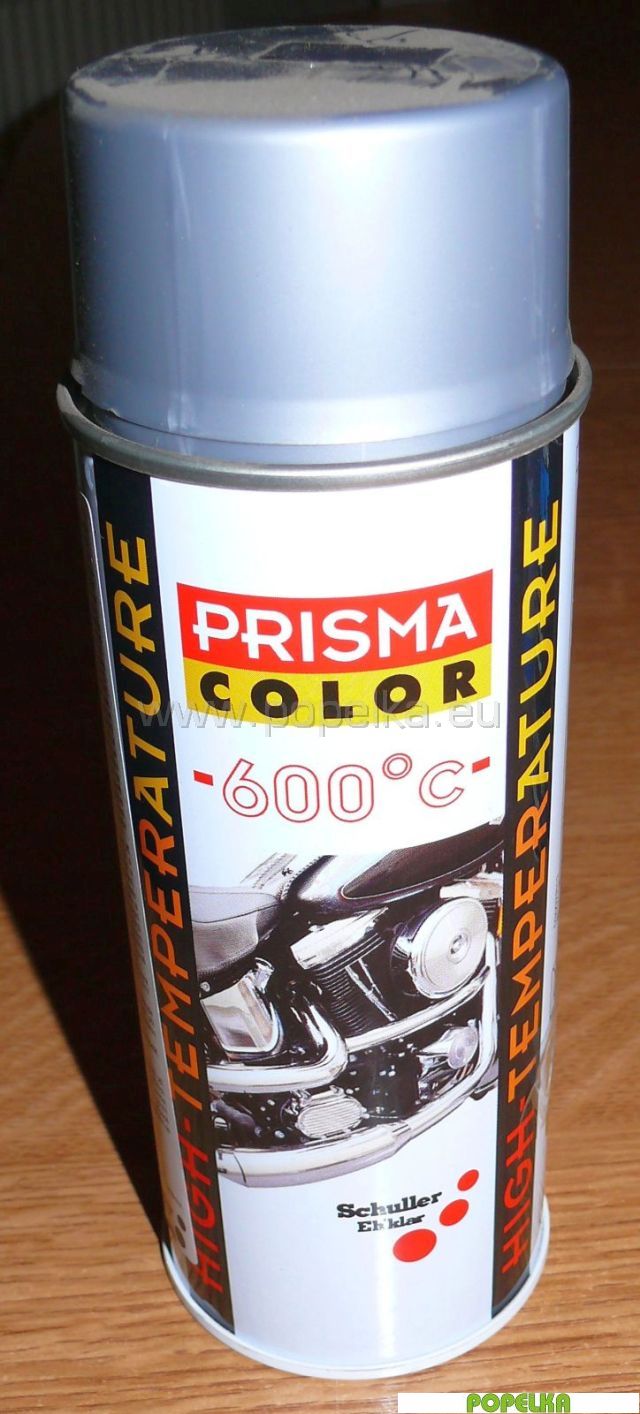 PRISMA
COLOR
www.popelka.eu
-600°C-
HIGH-TEMPERATURE
HIGH-TEMPERATURE
Schuller
Eh'klar
POPELKA